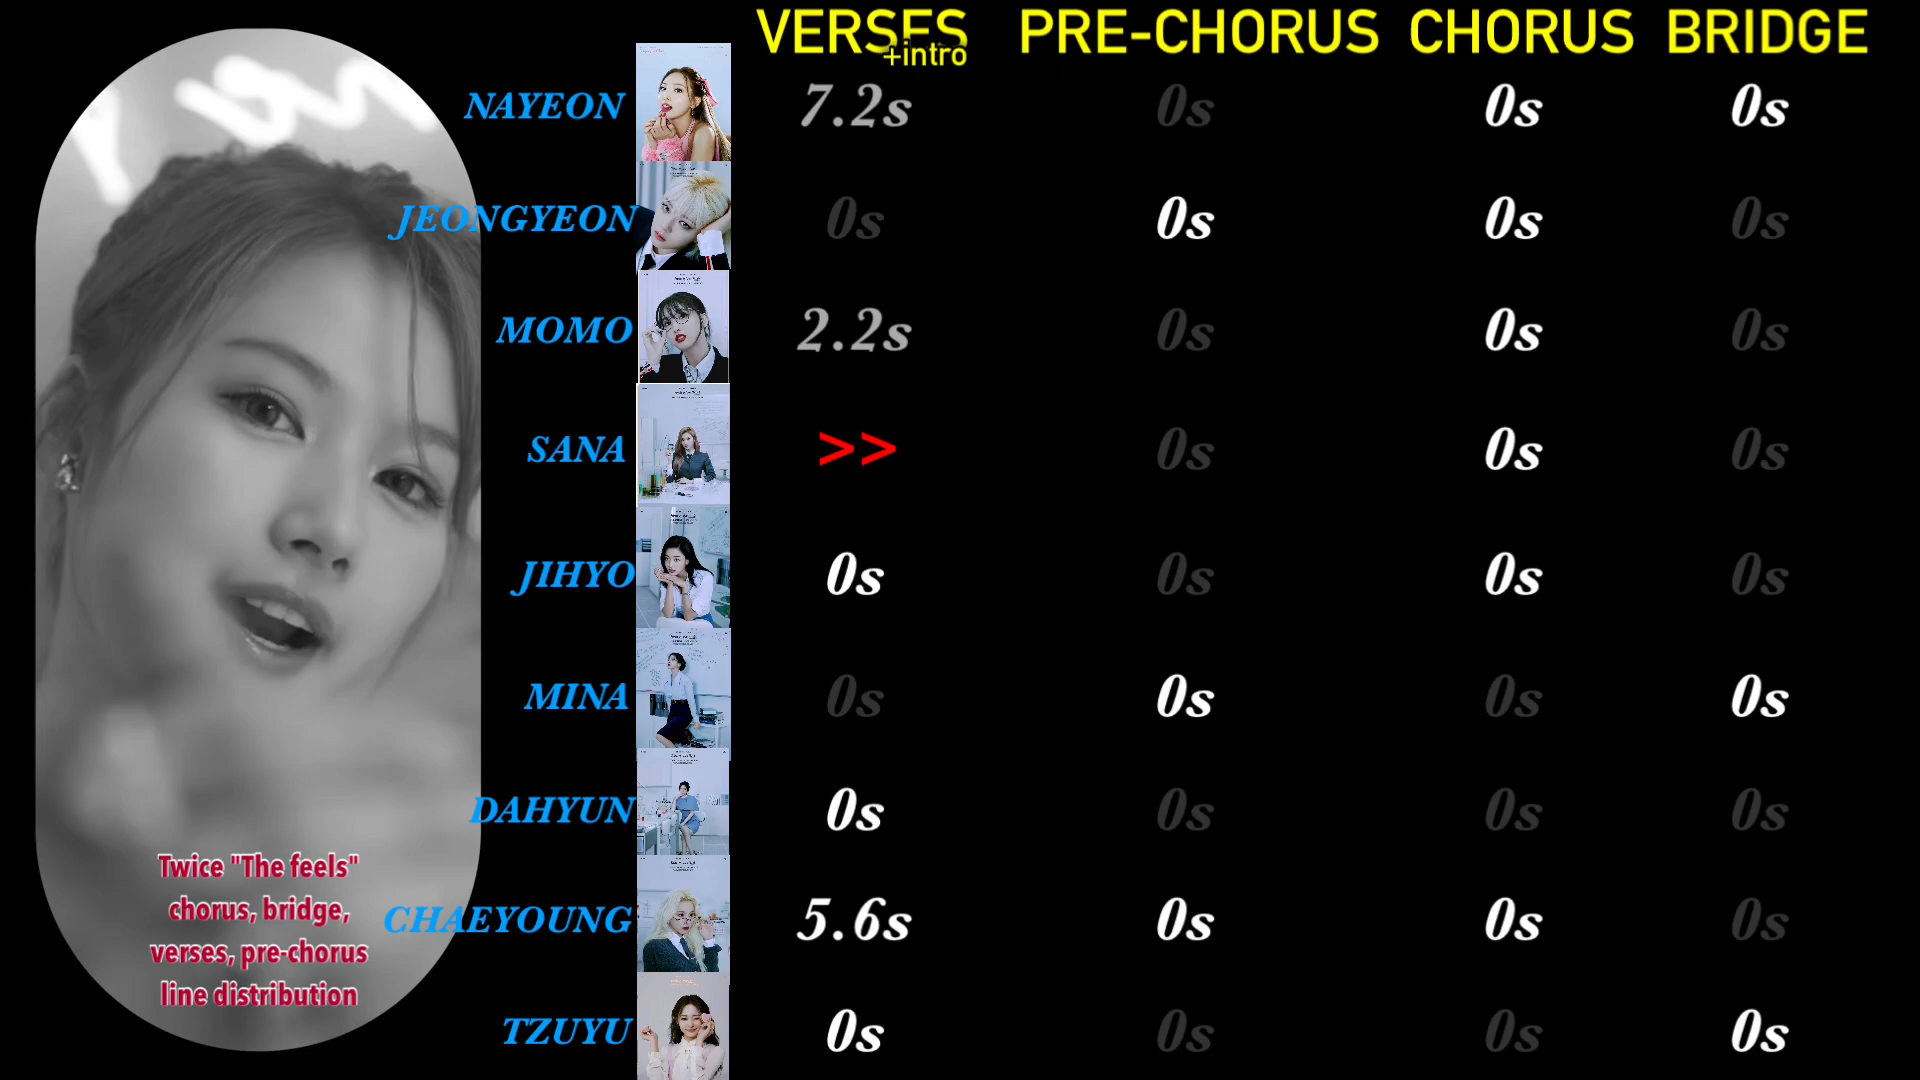 VERSES PRE-CHORUS CHORUS BRIDGE
+intro
NAYEON 7.2s 0s 0s 0s
JEONGYEON 0s 0s 0s 0s
MOMO 2.2s 0s 0s 0s
SANA >> 0s 0s 0s
JIHYO 0s 0s 0s 0s
MINA 0s 0s 0s 0s
DAHYUN 0s 0s 0s 0s
CHAEYOUNG 5.6s 0s 0s 0s
TZUYU 0s 0s 0s 0s
Twice "The feels"
chorus, bridge,
verses, pre-chorus
line distribution